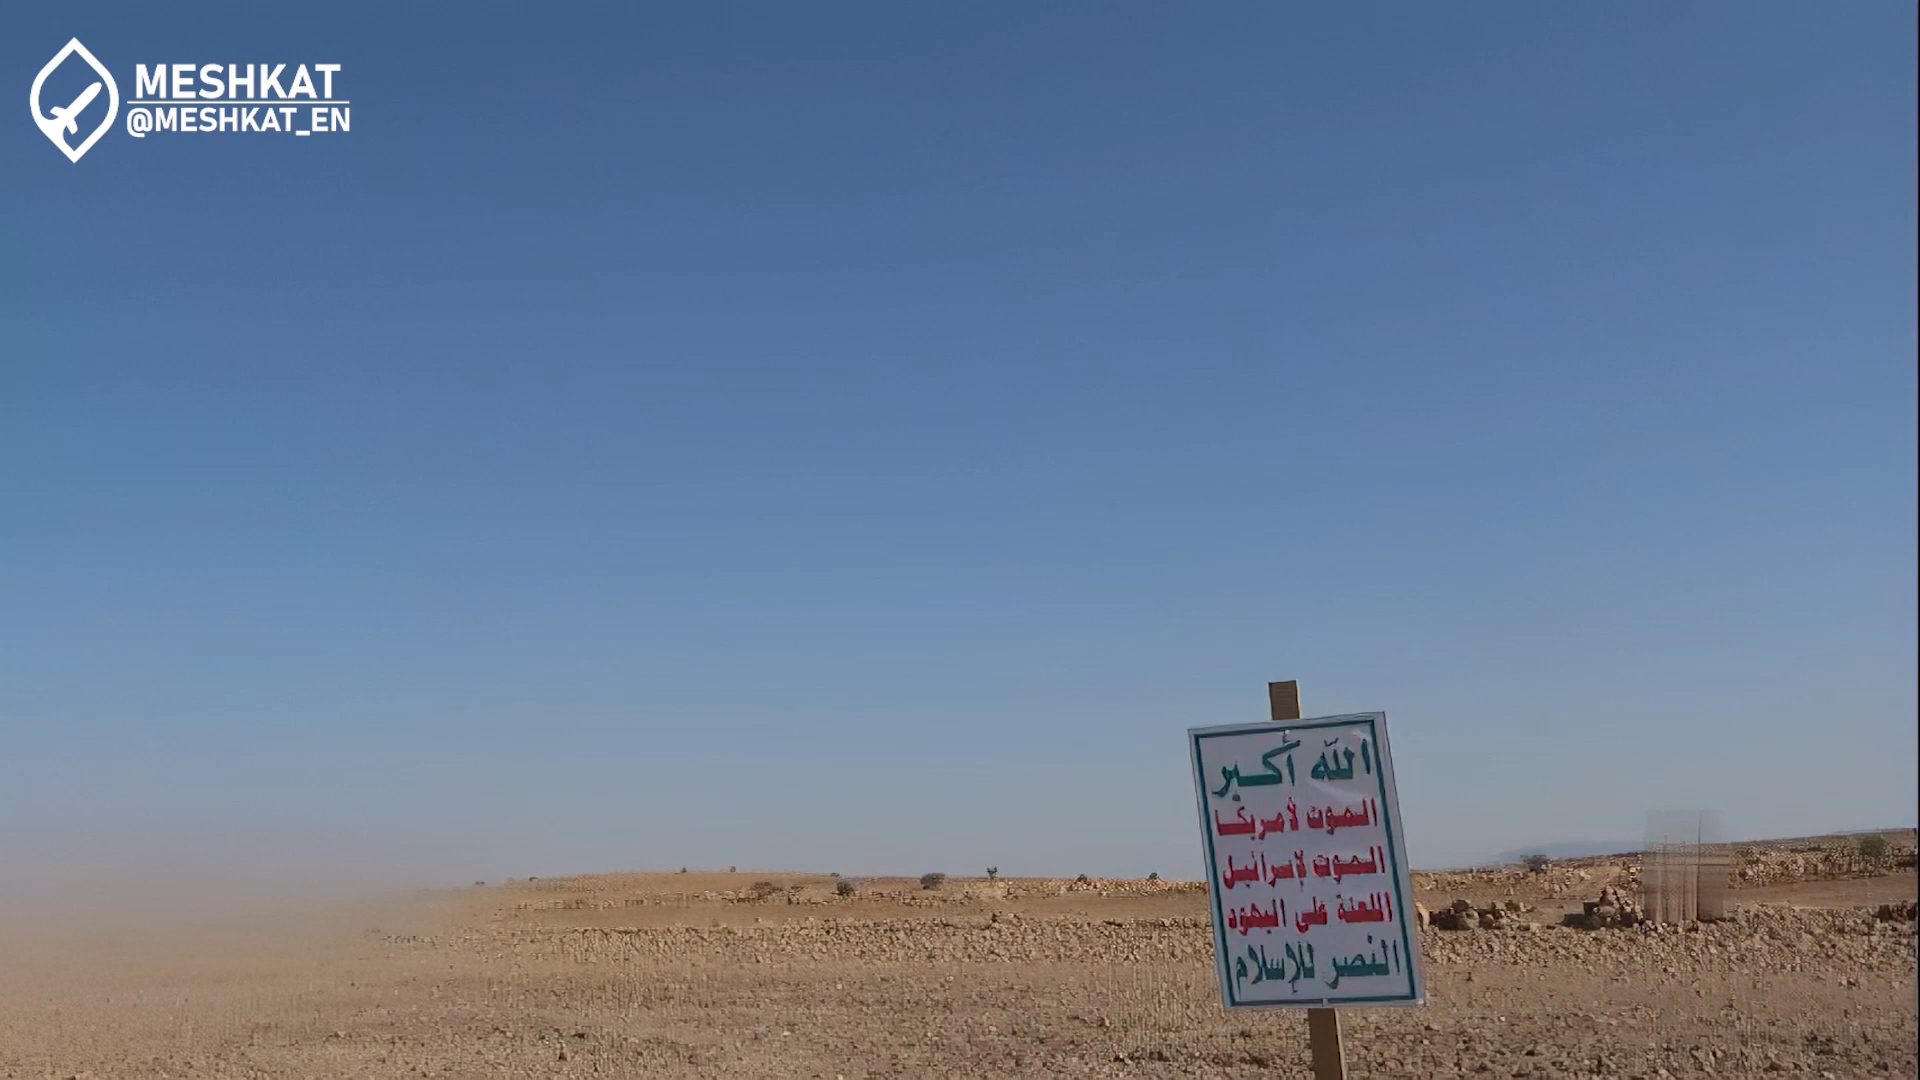 MESHKAT
@MESHKAT_EN
الله أكبر
الموت لأمريكا
الموت لإسرائيل
اللعنة على اليهود
النصر للإسلام